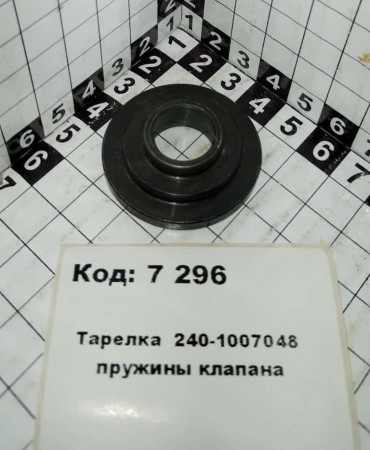 Код: 7 296
Тарелка 240-1007048
пружины клапана